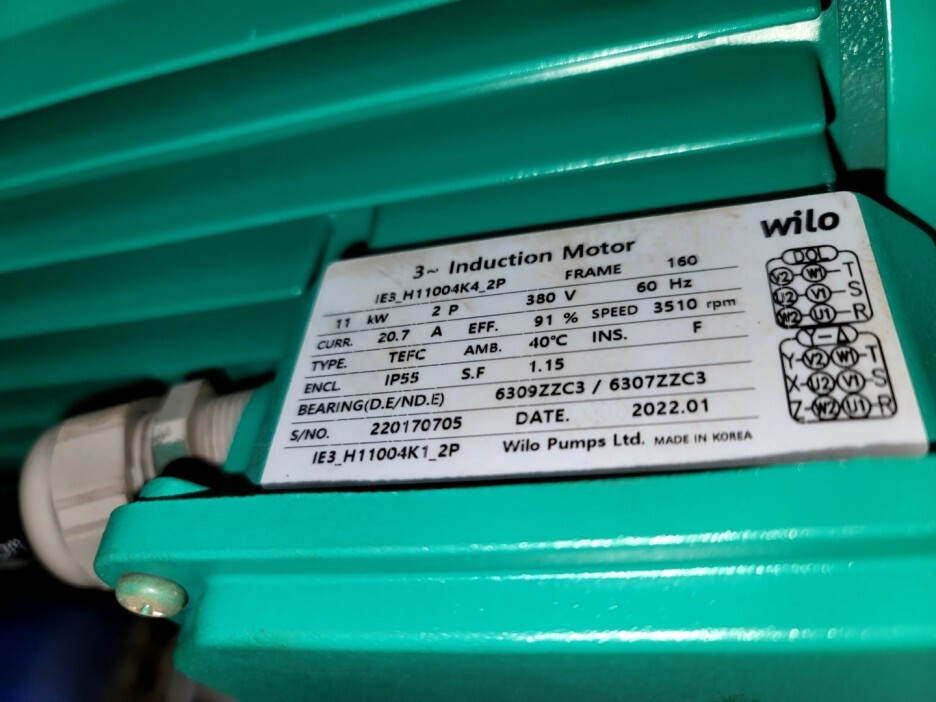 wilo
3~ Induction Motor
IE3_H11004K4_2P FRAME 160
11 kW 2 P 380 V 60 Hz
CURR. 20.7 A EFF. 91 % SPEED 3510 rpm
TYPE. TEFC AMB. 40°C INS. F
ENCL IP55 S.F 1.15
BEARING(D.E/ND.E) 6309ZZC3 / 6307ZZC3
S/NO. 220170705 DATE. 2022.01
IE3_H11004K1_2P Wilo Pumps Ltd. MADE IN KOREA
DOL
V2 W1 T
U2 V1 S
W2 U1 R
Y-Δ
Y V2 W1 T
X U2 V1 S
Z W2 U1 R